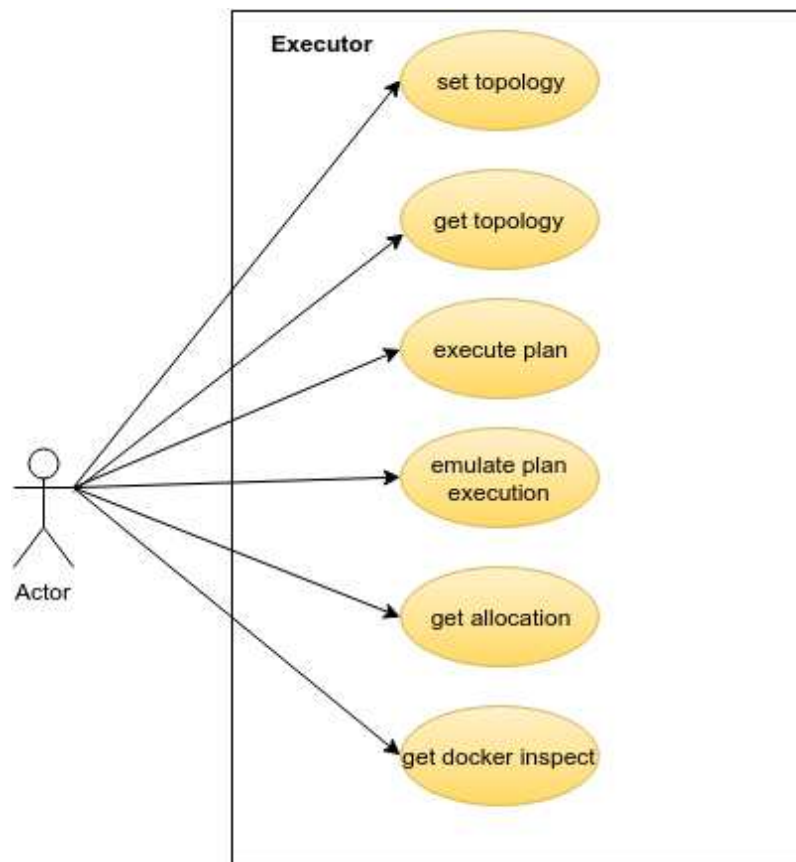 Executor
set topology
get topology
execute plan
emulate plan
execution
Actor
get allocation
get docker inspect